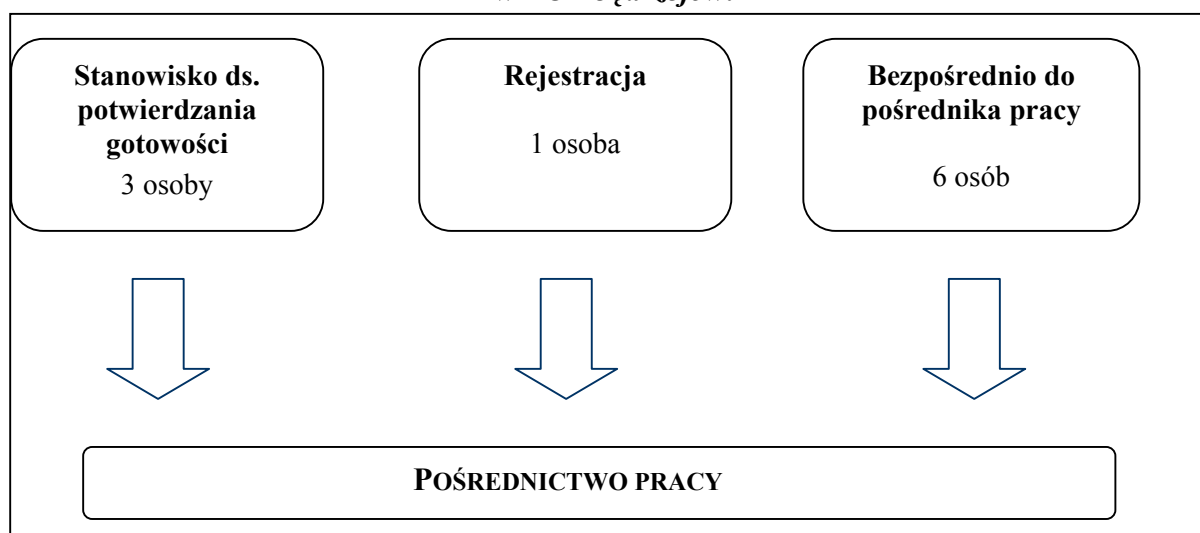 Stanowisko ds.
potwierdzania
gotowości
3 osoby
Rejestracja
1 osoba
Bezpośrednio do
pośrednika pracy
6 osób
POŚREDNICTWO PRACY